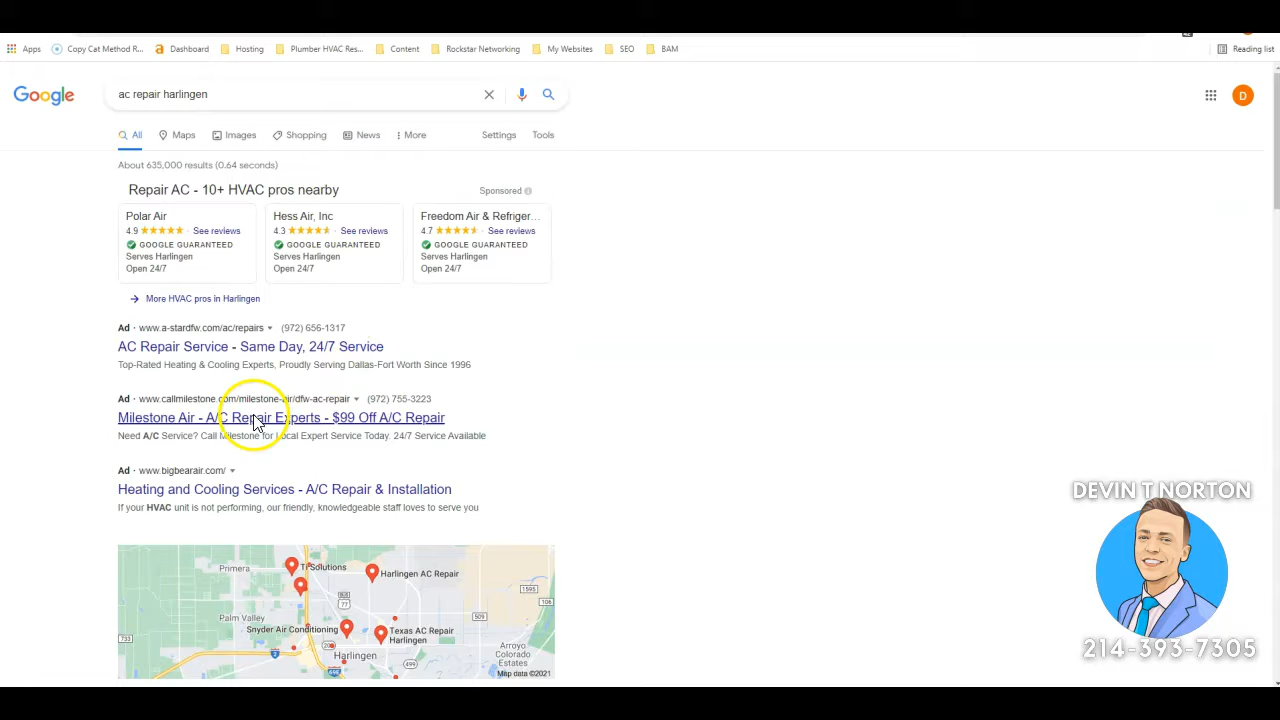 Apps
Copy Cat Method R...
Dashboard
Hosting
Plumber HVAC Res...
Content
Rockstar Networking
My Websites
SEO
BAM
Reading list
Google
ac repair harlingen
D
All
Maps
Images
Shopping
News
More
Settings
Tools
About 635,000 results (0.64 seconds)
Repair AC - 10+ HVAC pros nearby
Sponsored
Polar Air
4.9 · See reviews
GOOGLE GUARANTEED
Serves Harlingen
Open 24/7
Hess Air, Inc
4.3 · See reviews
GOOGLE GUARANTEED
Serves Harlingen
Open 24/7
Freedom Air & Refriger...
4.7 · See reviews
GOOGLE GUARANTEED
Serves Harlingen
Open 24/7
More HVAC pros in Harlingen
Ad · www.a-stardfw.com/ac/repairs (972) 656-1317
AC Repair Service - Same Day, 24/7 Service
Top-Rated Heating & Cooling Experts, Proudly Serving Dallas-Fort Worth Since 1996
Ad · www.callmilestone.com/milestone-air/dfw-ac-repair (972) 755-3223
Milestone Air - A/C Repair Experts - $99 Off A/C Repair
Need A/C Service? Call Milestone for Local Expert Service Today. 24/7 Service Available
Ad · www.bigbearair.com/
Heating and Cooling Services - A/C Repair & Installation
If your HVAC unit is not performing, our friendly, knowledgeable staff loves to serve you
Primera
Solutions
Harlingen AC Repair
1595
77
106
Palm Valley
509
Snyder Air Conditioning
Texas AC Repair
Harlingen
733
206
Harlingen
2
499
Arroyo
Colorado
Estates
Map data ©2021
DEVIN T NORTON
214-393-7305